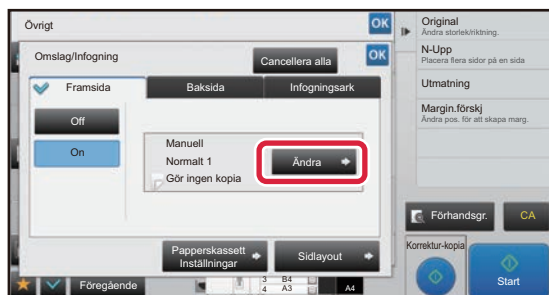 Övrigt
OK
Omslag/Infogning
Cancellera alla
OK
Framsida
Baksida
Infogningsark
Off
On
Manuell
Normalt 1
Gör ingen kopia
Ändra
Papperskassett
Inställningar
Sidlayout
Föregående
3 B4
4 A3
A4
Original
Ändra storlek/riktning.
N-Upp
Placera flera sidor på en sida
Utmatning
Margin.förskj
Ändra pos. för att skapa marg.
Förhandsgr.
CA
Korrektur-kopia
Start